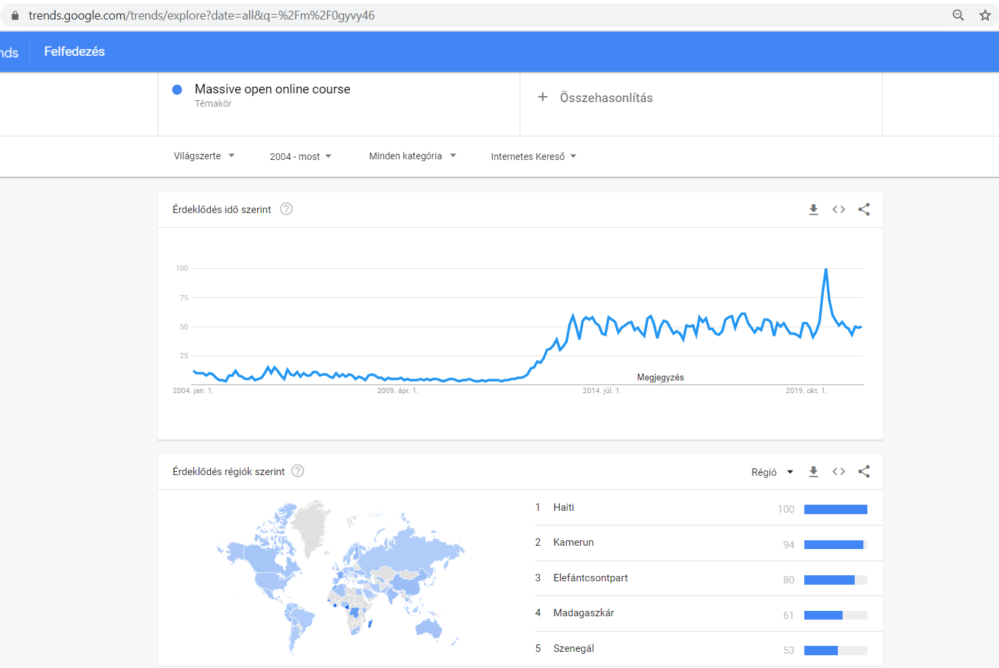 trends.google.com/trends/explore?date=all&q=%2Fm%2F0gyvy46
nds Felfedezés
Massive open online course
Témakör
+ Összehasonlítás
Világszerte 2004 - most Minden kategória Internetes Kereső
Érdeklődés idő szerint ?
100
75
50
25
Megjegyzés
2004. jan. 1. 2009. ápr. 1. 2014. júl. 1. 2019. okt. 1.
Érdeklődés régiók szerint ? Régió
1 Haiti 100
2 Kamerun 94
3 Elefántcsontpart 80
4 Madagaszkár 61
5 Szenegál 53